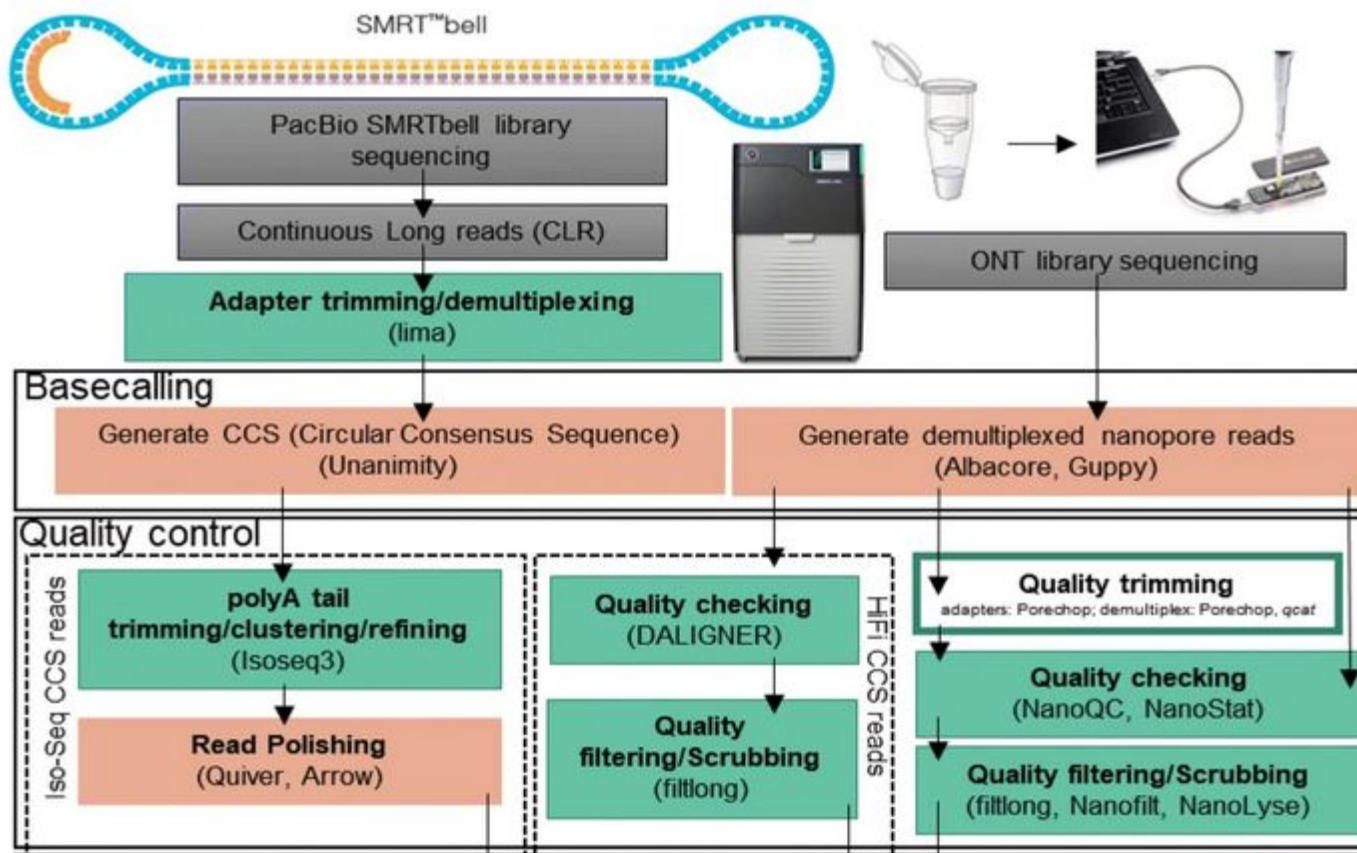 SMRT™bell
PacBio SMRTbell library
sequencing
Continuous Long reads (CLR)
Adapter trimming/demultiplexing
(lima)
ONT library sequencing
Basecalling
Generate CCS (Circular Consensus Sequence)
(Unanimity)
Generate demultiplexed nanopore reads
(Albacore, Guppy)
Quality control
Iso-Seq CCS reads
polyA tail
trimming/clustering/refining
(Isoseq3)
Read Polishing
(Quiver, Arrow)
Quality checking
(DALIGNER)
Quality
filtering/Scrubbing
(filtlong)
HiFi CCS reads
Quality trimming
adapters: Porechop; demultiplex: Porechop, qcat
Quality checking
(NanoQC, NanoStat)
Quality filtering/Scrubbing
(filtlong, Nanofilt, NanoLyse)